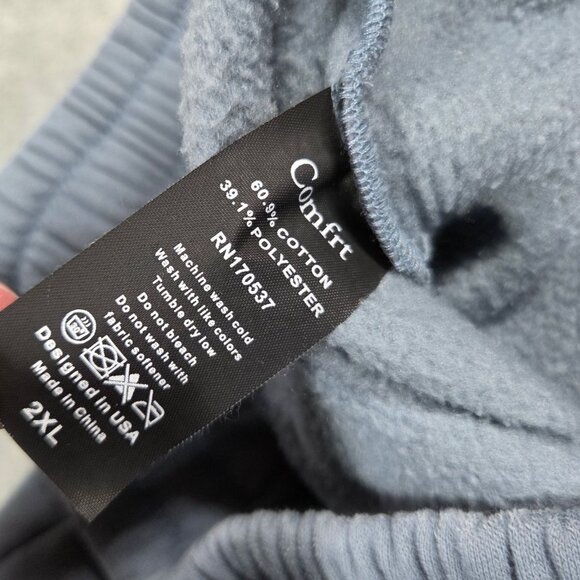 Comfrt
60.9% COTTON
39.1% POLYESTER
RN170537
Machine wash cold
Wash with like colors
Tumble dry low
Do not bleach
Do not wash with
fabric softener
Designed in USA
Made in China
2XL